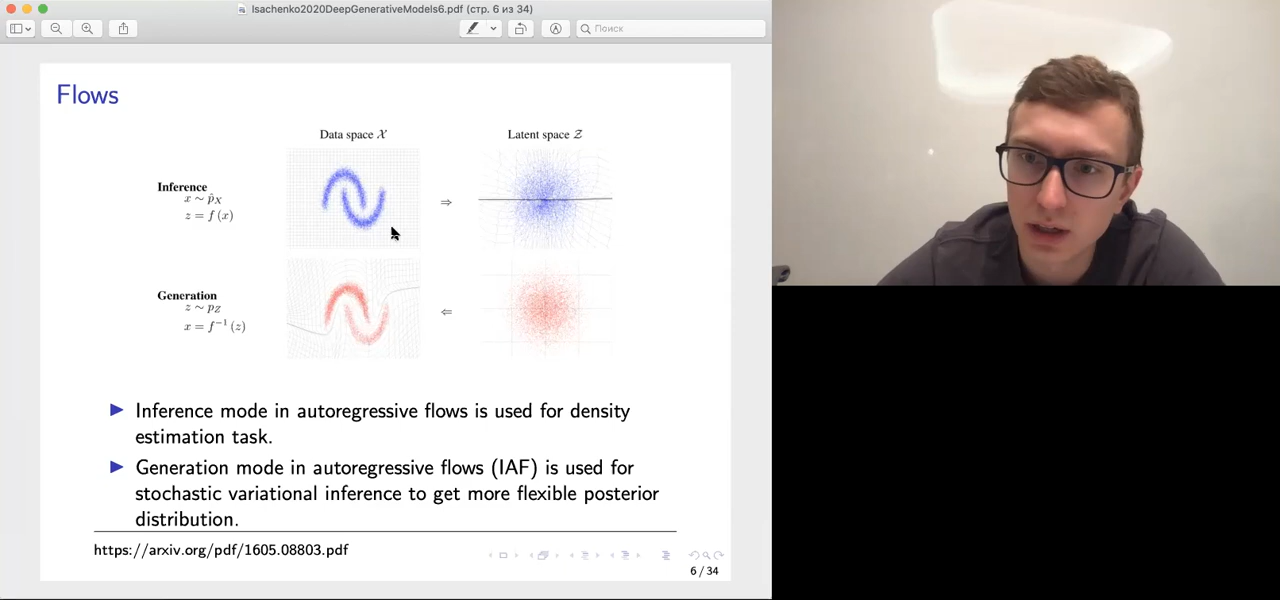 Isachenko2020DeepGenerativeModels6.pdf (стр. 6 из 34)
Поиск
Flows
Data space 𝒳
Latent space 𝒵
Inference
x ∼ p̂_X
z = f (x)
⇒
Generation
z ∼ p_Z
x = f⁻¹ (z)
⇐
Inference mode in autoregressive flows is used for density
estimation task.
Generation mode in autoregressive flows (IAF) is used for
stochastic variational inference to get more flexible posterior
distribution.
https://arxiv.org/pdf/1605.08803.pdf
6 / 34